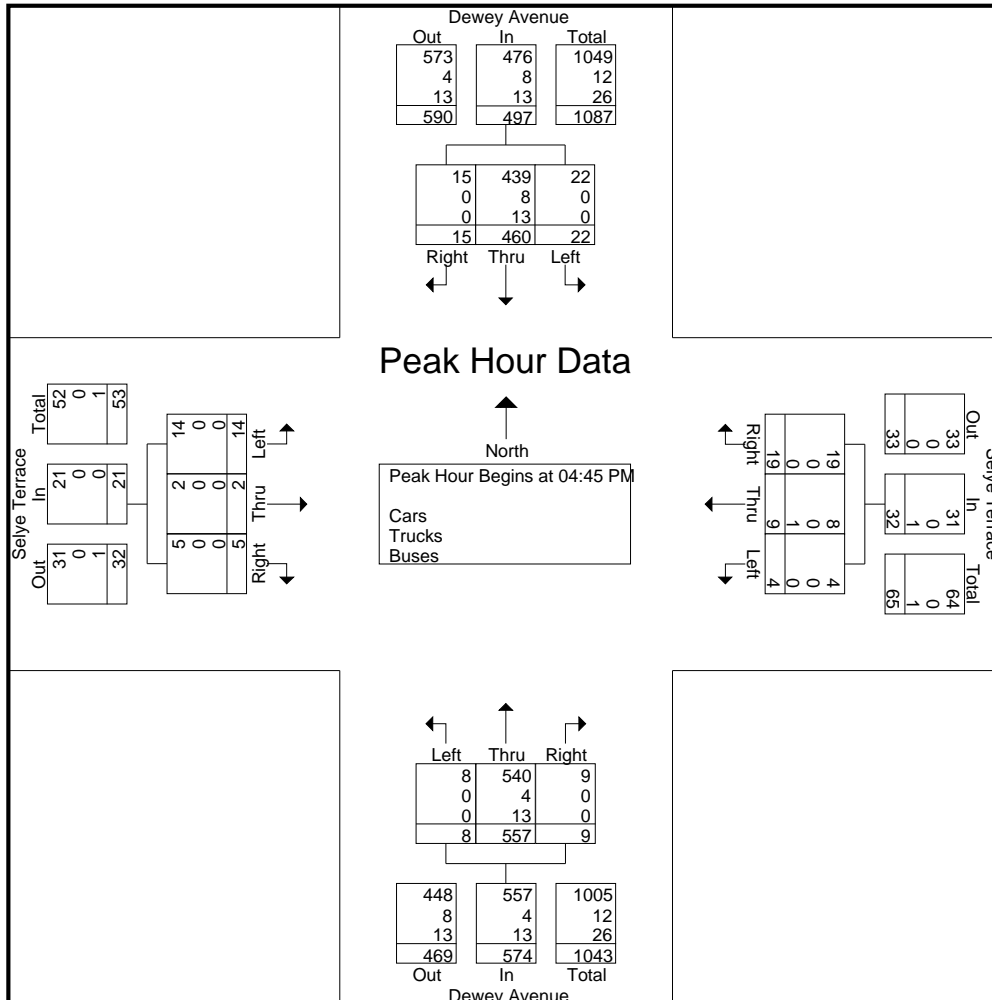 Dewey Avenue
Out In Total
573 476 1049
4 8 12
13 13 26
590 497 1087
15 439 22
0 8 0
0 13 0
15 460 22
Right Thru Left
Peak Hour Data
North
Peak Hour Begins at 04:45 PM
Cars
Trucks
Buses
Selye Terrace
Out In Total
31 21 52
0 0 0
1 0 1
32 21 53
5 2 14
0 0 0
0 0 0
5 2 14
Right Thru Left
Selye Terrace
Out In Total
33 31 64
0 0 0
0 1 1
33 32 65
19 8 4
0 0 0
0 1 0
19 9 4
Right Thru Left
Left Thru Right
8 540 9
0 4 0
0 13 0
8 557 9
448 557 1005
8 4 12
13 13 26
469 574 1043
Out In Total
Dewey Avenue